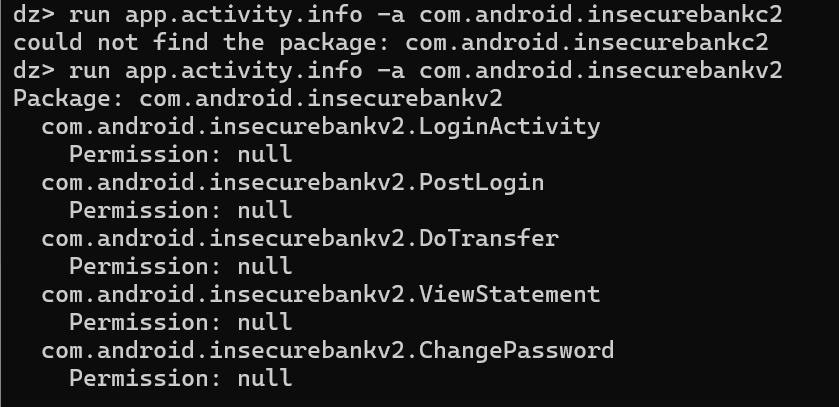 dz> run app.activity.info -a com.android.insecurebankc2
could not find the package: com.android.insecurebankc2
dz> run app.activity.info -a com.android.insecurebankv2
Package: com.android.insecurebankv2
  com.android.insecurebankv2.LoginActivity
    Permission: null
  com.android.insecurebankv2.PostLogin
    Permission: null
  com.android.insecurebankv2.DoTransfer
    Permission: null
  com.android.insecurebankv2.ViewStatement
    Permission: null
  com.android.insecurebankv2.ChangePassword
    Permission: null